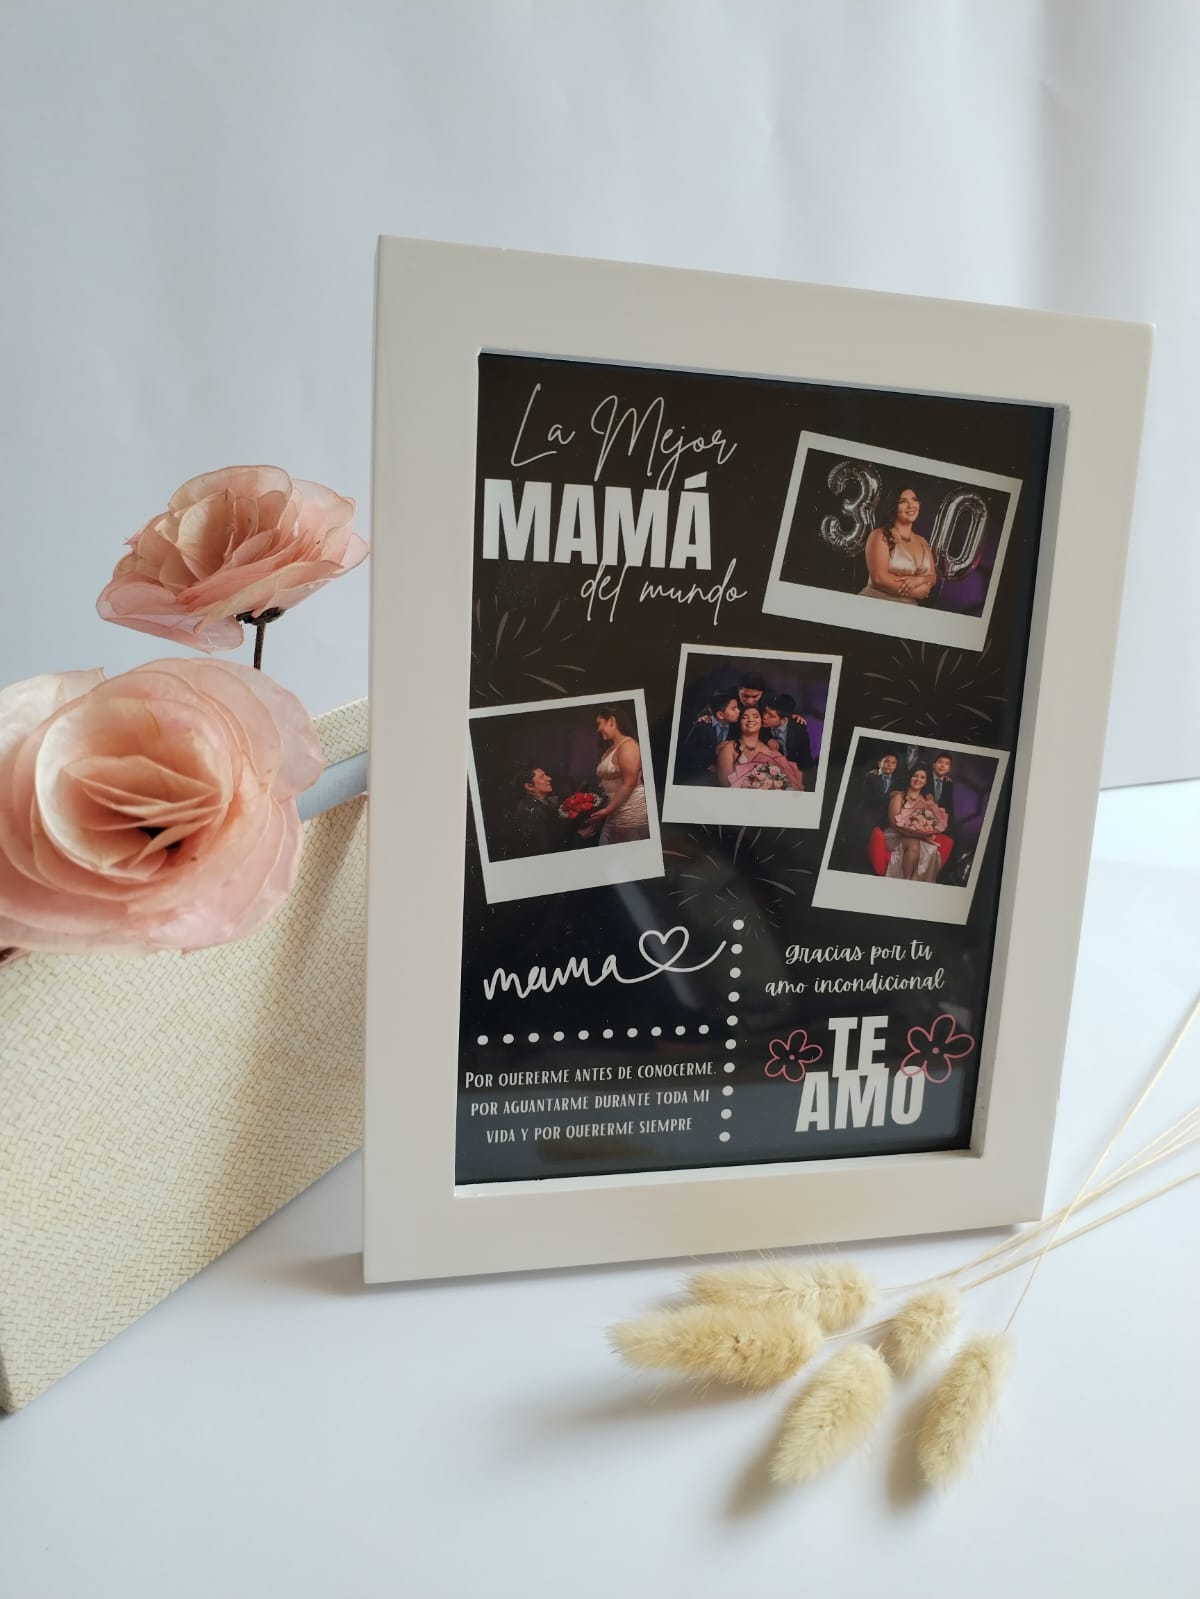 La Mejor
MAMÁ
del mundo
30
mama
gracias por tu
amo incondicional
TE
AMO
POR QUERERME ANTES DE CONOCERME,
POR AGUANTARME DURANTE TODA MI
VIDA Y POR QUERERME SIEMPRE